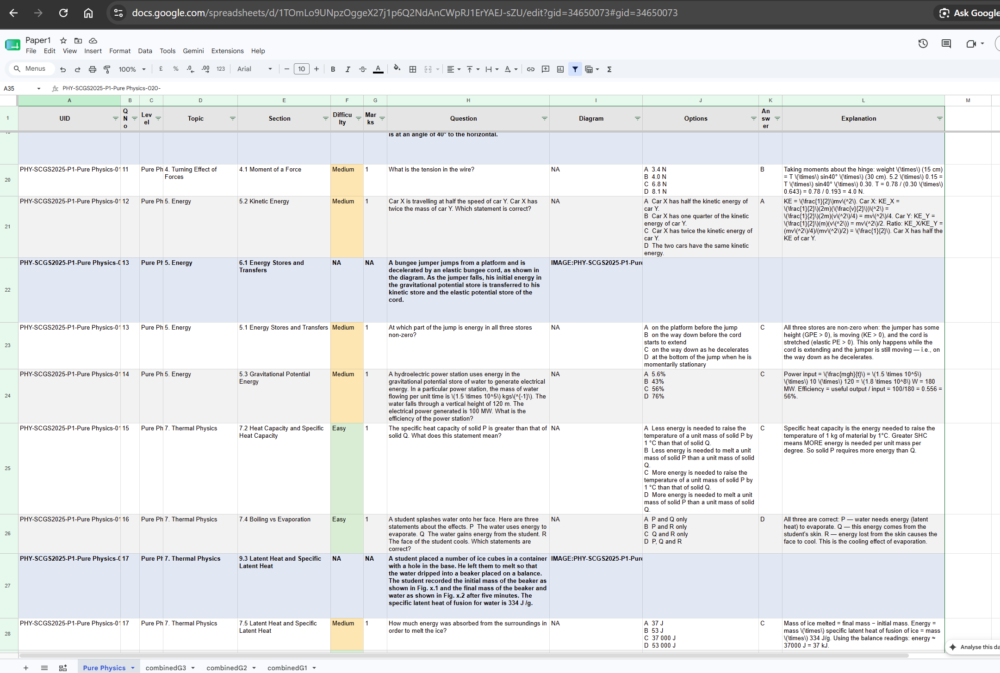 docs.google.com/spreadsheets/d/1TOmLo9UNpzOggeX27j1p6Q2NdAnCWpRJ1ErYAEJ-sZU/edit?gid=34650073#gid=34650073
Ask Google
Paper1
File Edit View Insert Format Data Tools Gemini Extensions Help
Menus 100% £ % .0 .00 123 Arial 10
A35 PHY-SCGS2025-P1-Pure Physics-020-
A B C D E F G H I J K L M
1 UID Q N o Lev el Topic Section Difficu lty Mar ks Question Diagram Options An sw er Explanation
is at an angle of 40° to the horizontal.
20
PHY-SCGS2025-P1-Pure Physics-01
11
Pure Ph
4. Turning Effect of
Forces
4.1 Moment of a Force
Medium
1
What is the tension in the wire?
NA
A 3.4 N
B 4.0 N
C 6.8 N
D 8.1 N
B
Taking moments about the hinge: weight \(\times\) (15 cm)
= T \(\times\) sin40° \(\times\) (30 cm). 5.2 \(\times\) 0.15 =
T \(\times\) sin40° \(\times\) 0.30. T = 0.78 / (0.30 \(\times\)
0.643) = 0.78 / 0.193 = 4.0 N.
21
PHY-SCGS2025-P1-Pure Physics-01
12
Pure Ph
5. Energy
5.2 Kinetic Energy
Medium
1
Car X is travelling at half the speed of car Y. Car X has
twice the mass of car Y. Which statement is correct?
NA
A Car X has half the kinetic energy of
car Y.
B Car X has one quarter of the kinetic
energy of car Y.
C Car X has twice the kinetic energy of
car Y.
D The two cars have the same kinetic
energy.
A
KE = \(\frac{1}{2}\)mv\(^2\). Car X: KE_X =
\(\frac{1}{2}\)(2m)(\(\frac{v}{2}\))\(^2\) =
\(\frac{1}{2}\)(2m)(v\(^2\)/4) = mv\(^2\)/4. Car Y: KE_Y =
\(\frac{1}{2}\)(m)(v\(^2\)) = mv\(^2\)/2. Ratio: KE_X/KE_Y =
(mv\(^2\)/4)/(mv\(^2\)/2) = \(\frac{1}{2}\). Car X has half the
KE of car Y.
22
PHY-SCGS2025-P1-Pure Physics-0
13
Pure Ph
5. Energy
6.1 Energy Stores and
Transfers
NA
NA
A bungee jumper jumps from a platform and is
decelerated by an elastic bungee cord, as shown in
the diagram. As the jumper falls, his initial energy in
the gravitational potential store is transferred to his
kinetic store and the elastic potential store of the
cord.
IMAGE:PHY-SCGS2025-P1-Pure
23
PHY-SCGS2025-P1-Pure Physics-01
13
Pure Ph
5. Energy
5.1 Energy Stores and Transfers
Medium
1
At which part of the jump is energy in all three stores
non-zero?
NA
A on the platform before the jump
B on the way down before the cord
starts to extend
C on the way down as he decelerates
D at the bottom of the jump when he is
momentarily stationary
C
All three stores are non-zero when: the jumper has some
height (GPE > 0), is moving (KE > 0), and the cord is
stretched (elastic PE > 0). This only happens while the
cord is extending and the jumper is still moving — i.e., on
the way down as he decelerates.
24
PHY-SCGS2025-P1-Pure Physics-01
14
Pure Ph
5. Energy
5.3 Gravitational Potential
Energy
Medium
1
A hydroelectric power station uses energy in the
gravitational potential store of water to generate electrical
energy. In a particular power station, the mass of water
flowing per unit time is \(1.5 \times 10^5\) kgs\(^{-1}\). The
water falls through a vertical height of 120 m. The
electrical power generated is 100 MW. What is the
efficiency of the power station?
NA
A 5.6%
B 43%
C 56%
D 76%
C
Power input = \(\frac{mgh}{t}\) = \(1.5 \times 10^5\)
\(\times\) 10 \(\times\) 120 = \(1.8 \times 10^8\) W = 180
MW. Efficiency = useful output / input = 100/180 = 0.556 =
56%.
25
PHY-SCGS2025-P1-Pure Physics-01
15
Pure Ph
7. Thermal Physics
7.2 Heat Capacity and Specific
Heat Capacity
Easy
1
The specific heat capacity of solid P is greater than that of
solid Q. What does this statement mean?
NA
A Less energy is needed to raise the
temperature of a unit mass of solid P by
1 °C than that of solid Q.
B Less energy is needed to melt a unit
mass of solid P than a unit mass of solid
Q.
C More energy is needed to raise the
temperature of a unit mass of solid P by
1 °C than that of solid Q.
D More energy is needed to melt a unit
mass of solid P than a unit mass of solid
Q.
C
Specific heat capacity is the energy needed to raise the
temperature of 1 kg of material by 1°C. Greater SHC
means MORE energy is needed per unit mass per
degree. So solid P requires more energy than Q.
26
PHY-SCGS2025-P1-Pure Physics-01
16
Pure Ph
7. Thermal Physics
7.4 Boiling vs Evaporation
Easy
1
A student splashes water onto her face. Here are three
statements about the effects. P The water uses energy to
evaporate. Q The water gains energy from the student. R
The face of the student cools. Which statements are
correct?
NA
A P and Q only
B P and R only
C Q and R only
D P, Q and R
D
All three are correct: P — water needs energy (latent
heat) to evaporate. Q — this energy comes from the
student's skin. R — energy lost from the skin causes the
face to cool. This is the cooling effect of evaporation.
27
PHY-SCGS2025-P1-Pure Physics-0
17
Pure Ph
7. Thermal Physics
9.3 Latent Heat and Specific
Latent Heat
NA
NA
A student placed a number of ice cubes in a container
with a hole in the base. He left them to melt so that
the water dripped into a beaker placed on a balance.
The student recorded the initial mass of the beaker as
shown in Fig. x.1 and the final mass of the beaker and
water as shown in Fig. x.2 after five minutes. The
specific latent heat of fusion for water is 334 J /g.
IMAGE:PHY-SCGS2025-P1-Pure
28
PHY-SCGS2025-P1-Pure Physics-01
17
Pure Ph
7. Thermal Physics
7.5 Latent Heat and Specific
Latent Heat
Medium
1
How much energy was absorbed from the surroundings in
order to melt the ice?
NA
A 37 J
B 53 J
C 37 000 J
D 53 000 J
C
Mass of ice melted = final mass − initial mass. Energy =
mass \(\times\) specific latent heat of fusion of ice = mass
\(\times\) 334 J/g. Using the balance readings: energy ≈
37000 J = 37 kJ.
Analyse this da
Pure Physics combinedG3 combinedG2 combinedG1